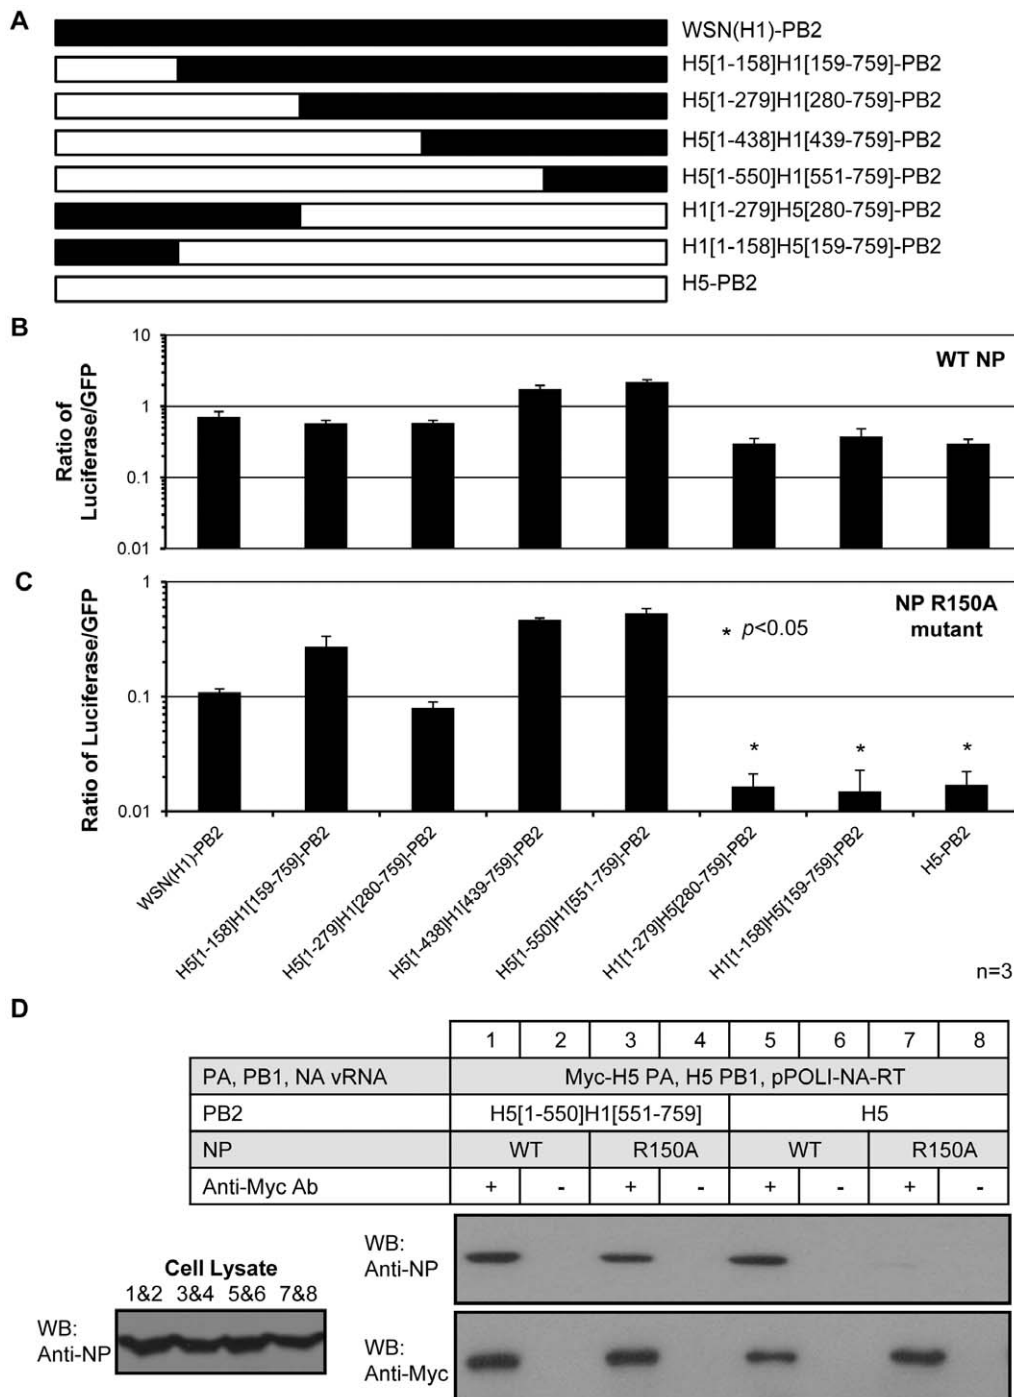 A
WSN(H1)-PB2
H5[1-158]H1[159-759]-PB2
H5[1-279]H1[280-759]-PB2
H5[1-438]H1[439-759]-PB2
H5[1-550]H1[551-759]-PB2
H1[1-279]H5[280-759]-PB2
H1[1-158]H5[159-759]-PB2
H5-PB2
B
Ratio of
Luciferase/GFP
10
1
0.1
0.01
WT NP
C
Ratio of Luciferase/GFP
1
0.1
0.01
NP R150A
mutant
* p<0.05
* * *
WSN(H1)-PB2
H5[1-158]H1[159-759]-PB2
H5[1-279]H1[280-759]-PB2
H5[1-438]H1[439-759]-PB2
H5[1-550]H1[551-759]-PB2
H1[1-279]H5[280-759]-PB2
H1[1-158]H5[159-759]-PB2
H5-PB2
n=3
D
1 2 3 4 5 6 7 8
PA, PB1, NA vRNA Myc-H5 PA, H5 PB1, pPOLI-NA-RT
PB2 H5[1-550]H1[551-759] H5
NP WT R150A WT R150A
Anti-Myc Ab + - + - + - + -
WB:
Anti-NP
Cell Lysate
1&2 3&4 5&6 7&8
WB:
Anti-NP
WB:
Anti-Myc